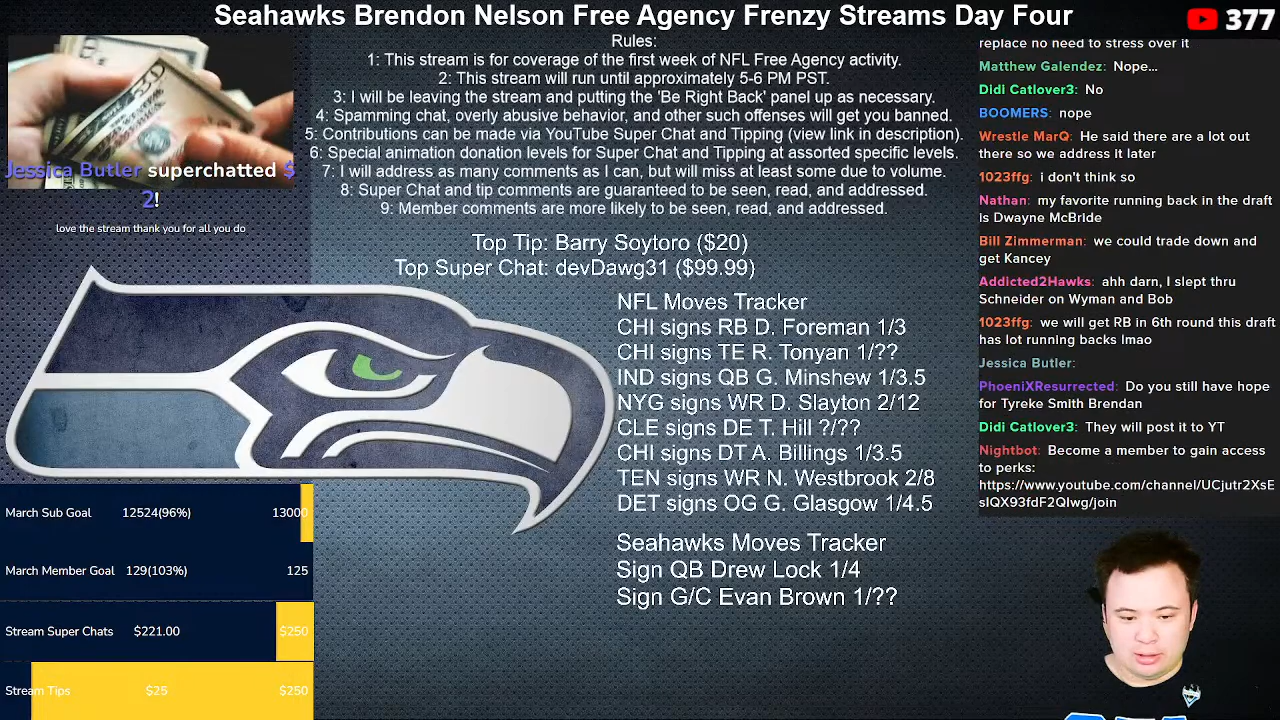 Seahawks Brendon Nelson Free Agency Frenzy Streams Day Four
377
Rules:
1: This stream is for coverage of the first week of NFL Free Agency activity.
2: This stream will run until approximately 5-6 PM PST.
3: I will be leaving the stream and putting the 'Be Right Back' panel up as necessary.
4: Spamming chat, overly abusive behavior, and other such offenses will get you banned.
5: Contributions can be made via YouTube Super Chat and Tipping (view link in description).
6: Special animation donation levels for Super Chat and Tipping at assorted specific levels.
7: I will address as many comments as I can, but will miss at least some due to volume.
8: Super Chat and tip comments are guaranteed to be seen, read, and addressed.
9: Member comments are more likely to be seen, read, and addressed.
Jessica Butler superchatted $
2!
love the stream thank you for all you do
Top Tip: Barry Soytoro ($20)
Top Super Chat: devDawg31 ($99.99)
NFL Moves Tracker
CHI signs RB D. Foreman 1/3
CHI signs TE R. Tonyan 1/??
IND signs QB G. Minshew 1/3.5
NYG signs WR D. Slayton 2/12
CLE signs DE T. Hill ?/??
CHI signs DT A. Billings 1/3.5
TEN signs WR N. Westbrook 2/8
DET signs OG G. Glasgow 1/4.5
Seahawks Moves Tracker
Sign QB Drew Lock 1/4
Sign G/C Evan Brown 1/??
March Sub Goal 12524(96%) 13000
March Member Goal 129(103%) 125
Stream Super Chats $221.00 $250
Stream Tips $25 $250
replace no need to stress over it
Matthew Galendez: Nope...
Didi Catlover3: No
BOOMERS: nope
Wrestle MarQ: He said there are a lot out
there so we address it later
1023ffg: i don't think so
Nathan: my favorite running back in the draft
is Dwayne McBride
Bill Zimmerman: we could trade down and
get Kancey
Addicted2Hawks: ahh darn, I slept thru
Schneider on Wyman and Bob
1023ffg: we will get RB in 6th round this draft
has lot running backs lmao
Jessica Butler:
PhoeniXResurrected: Do you still have hope
for Tyreke Smith Brendan
Didi Catlover3: They will post it to YT
Nightbot: Become a member to gain access
to perks:
https://www.youtube.com/channel/UCjutr2XsE
sIQX93fdF2QIwg/join